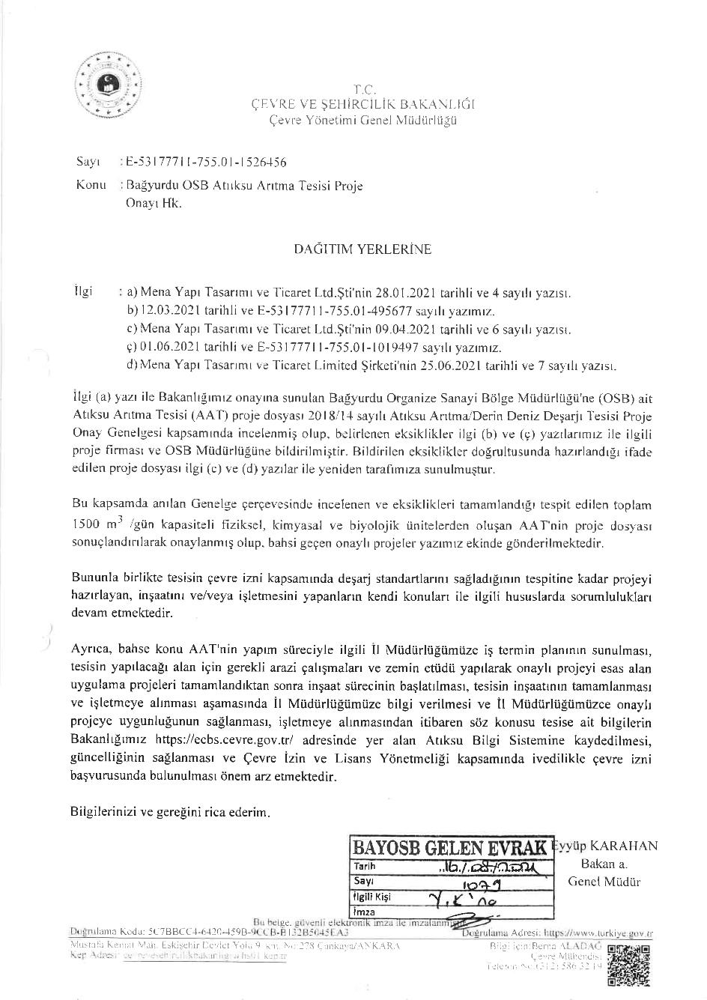 T.C.
ÇEVRE VE ŞEHİRCİLİK BAKANLIĞI
Çevre Yönetimi Genel Müdürlüğü
Sayı : E-53177711-755.01-1526456
Konu : Bağyurdu OSB Atıksu Arıtma Tesisi Proje
Onayı Hk.
DAĞITIM YERLERİNE
İlgi : a) Mena Yapı Tasarımı ve Ticaret Ltd.Şti'nin 28.01.2021 tarihli ve 4 sayılı yazısı.
b) 12.03.2021 tarihli ve E-53177711-755.01-495677 sayılı yazımız.
c) Mena Yapı Tasarımı ve Ticaret Ltd.Şti'nin 09.04.2021 tarihli ve 6 sayılı yazısı.
ç) 01.06.2021 tarihli ve E-53177711-755.01-1019497 sayılı yazımız.
d) Mena Yapı Tasarımı ve Ticaret Limited Şirketi'nin 25.06.2021 tarihli ve 7 sayılı yazısı.
İlgi (a) yazı ile Bakanlığımız onayına sunulan Bağyurdu Organize Sanayi Bölge Müdürlüğü'ne (OSB) ait
Atıksu Arıtma Tesisi (AAT) proje dosyası 2018/14 sayılı Atıksu Arıtma/Derin Deniz Deşarjı Tesisi Proje
Onay Genelgesi kapsamında incelenmiş olup, belirlenen eksiklikler ilgi (b) ve (ç) yazılarımız ile ilgili
proje firması ve OSB Müdürlüğüne bildirilmiştir. Bildirilen eksiklikler doğrultusunda hazırlandığı ifade
edilen proje dosyası ilgi (c) ve (d) yazılar ile yeniden tarafımıza sunulmuştur.
Bu kapsamda anılan Genelge çerçevesinde incelenen ve eksiklikleri tamamlandığı tespit edilen toplam
1500 m³ /gün kapasiteli fiziksel, kimyasal ve biyolojik ünitelerden oluşan AAT'nin proje dosyası
sonuçlandırılarak onaylanmış olup, bahsi geçen onaylı projeler yazımız ekinde gönderilmektedir.
Bununla birlikte tesisin çevre izni kapsamında deşarj standartlarını sağladığının tespitine kadar projeyi
hazırlayan, inşaatını ve/veya işletmesini yapanların kendi konuları ile ilgili hususlarda sorumlulukları
devam etmektedir.
Ayrıca, bahse konu AAT'nin yapım süreciyle ilgili İl Müdürlüğümüze iş termin planının sunulması,
tesisin yapılacağı alan için gerekli arazi çalışmaları ve zemin etüdü yapılarak onaylı projeyi esas alan
uygulama projeleri tamamlandıktan sonra inşaat sürecinin başlatılması, tesisin inşaatının tamamlanması
ve işletmeye alınması aşamasında İl Müdürlüğümüze bilgi verilmesi ve İl Müdürlüğümüzce onaylı
projeye uygunluğunun sağlanması, işletmeye alınmasından itibaren söz konusu tesise ait bilgilerin
Bakanlığımız https://ecbs.cevre.gov.tr/ adresinde yer alan Atıksu Bilgi Sistemine kaydedilmesi,
güncelliğinin sağlanması ve Çevre İzin ve Lisans Yönetmeliği kapsamında ivedilikle çevre izni
başvurusunda bulunulması önem arz etmektedir.
Bilgilerinizi ve gereğini rica ederim.
Eyyüp KARAHAN
Bakan a.
Genel Müdür
BAYOSB GELEN EVRAK
Tarih 16/08/2021
Sayı 1079
İlgili Kişi
İmza
Bu belge, güvenli elektronik imza ile imzalanmıştır.
Doğrulama Kodu: 5C7BBCC4-6420-459B-9CCB-B132B5045EA3 Doğrulama Adresi: https://www.turkiye.gov.tr
Mustafa Kemal Mah. Eskişehir Devlet Yolu 9. km. No:278 Çankaya/ANKARA Bilgi için:Berna ALADAĞ
Kep Adresi: Çevre Mühendisi
Telefon No:(312) 586 32 19